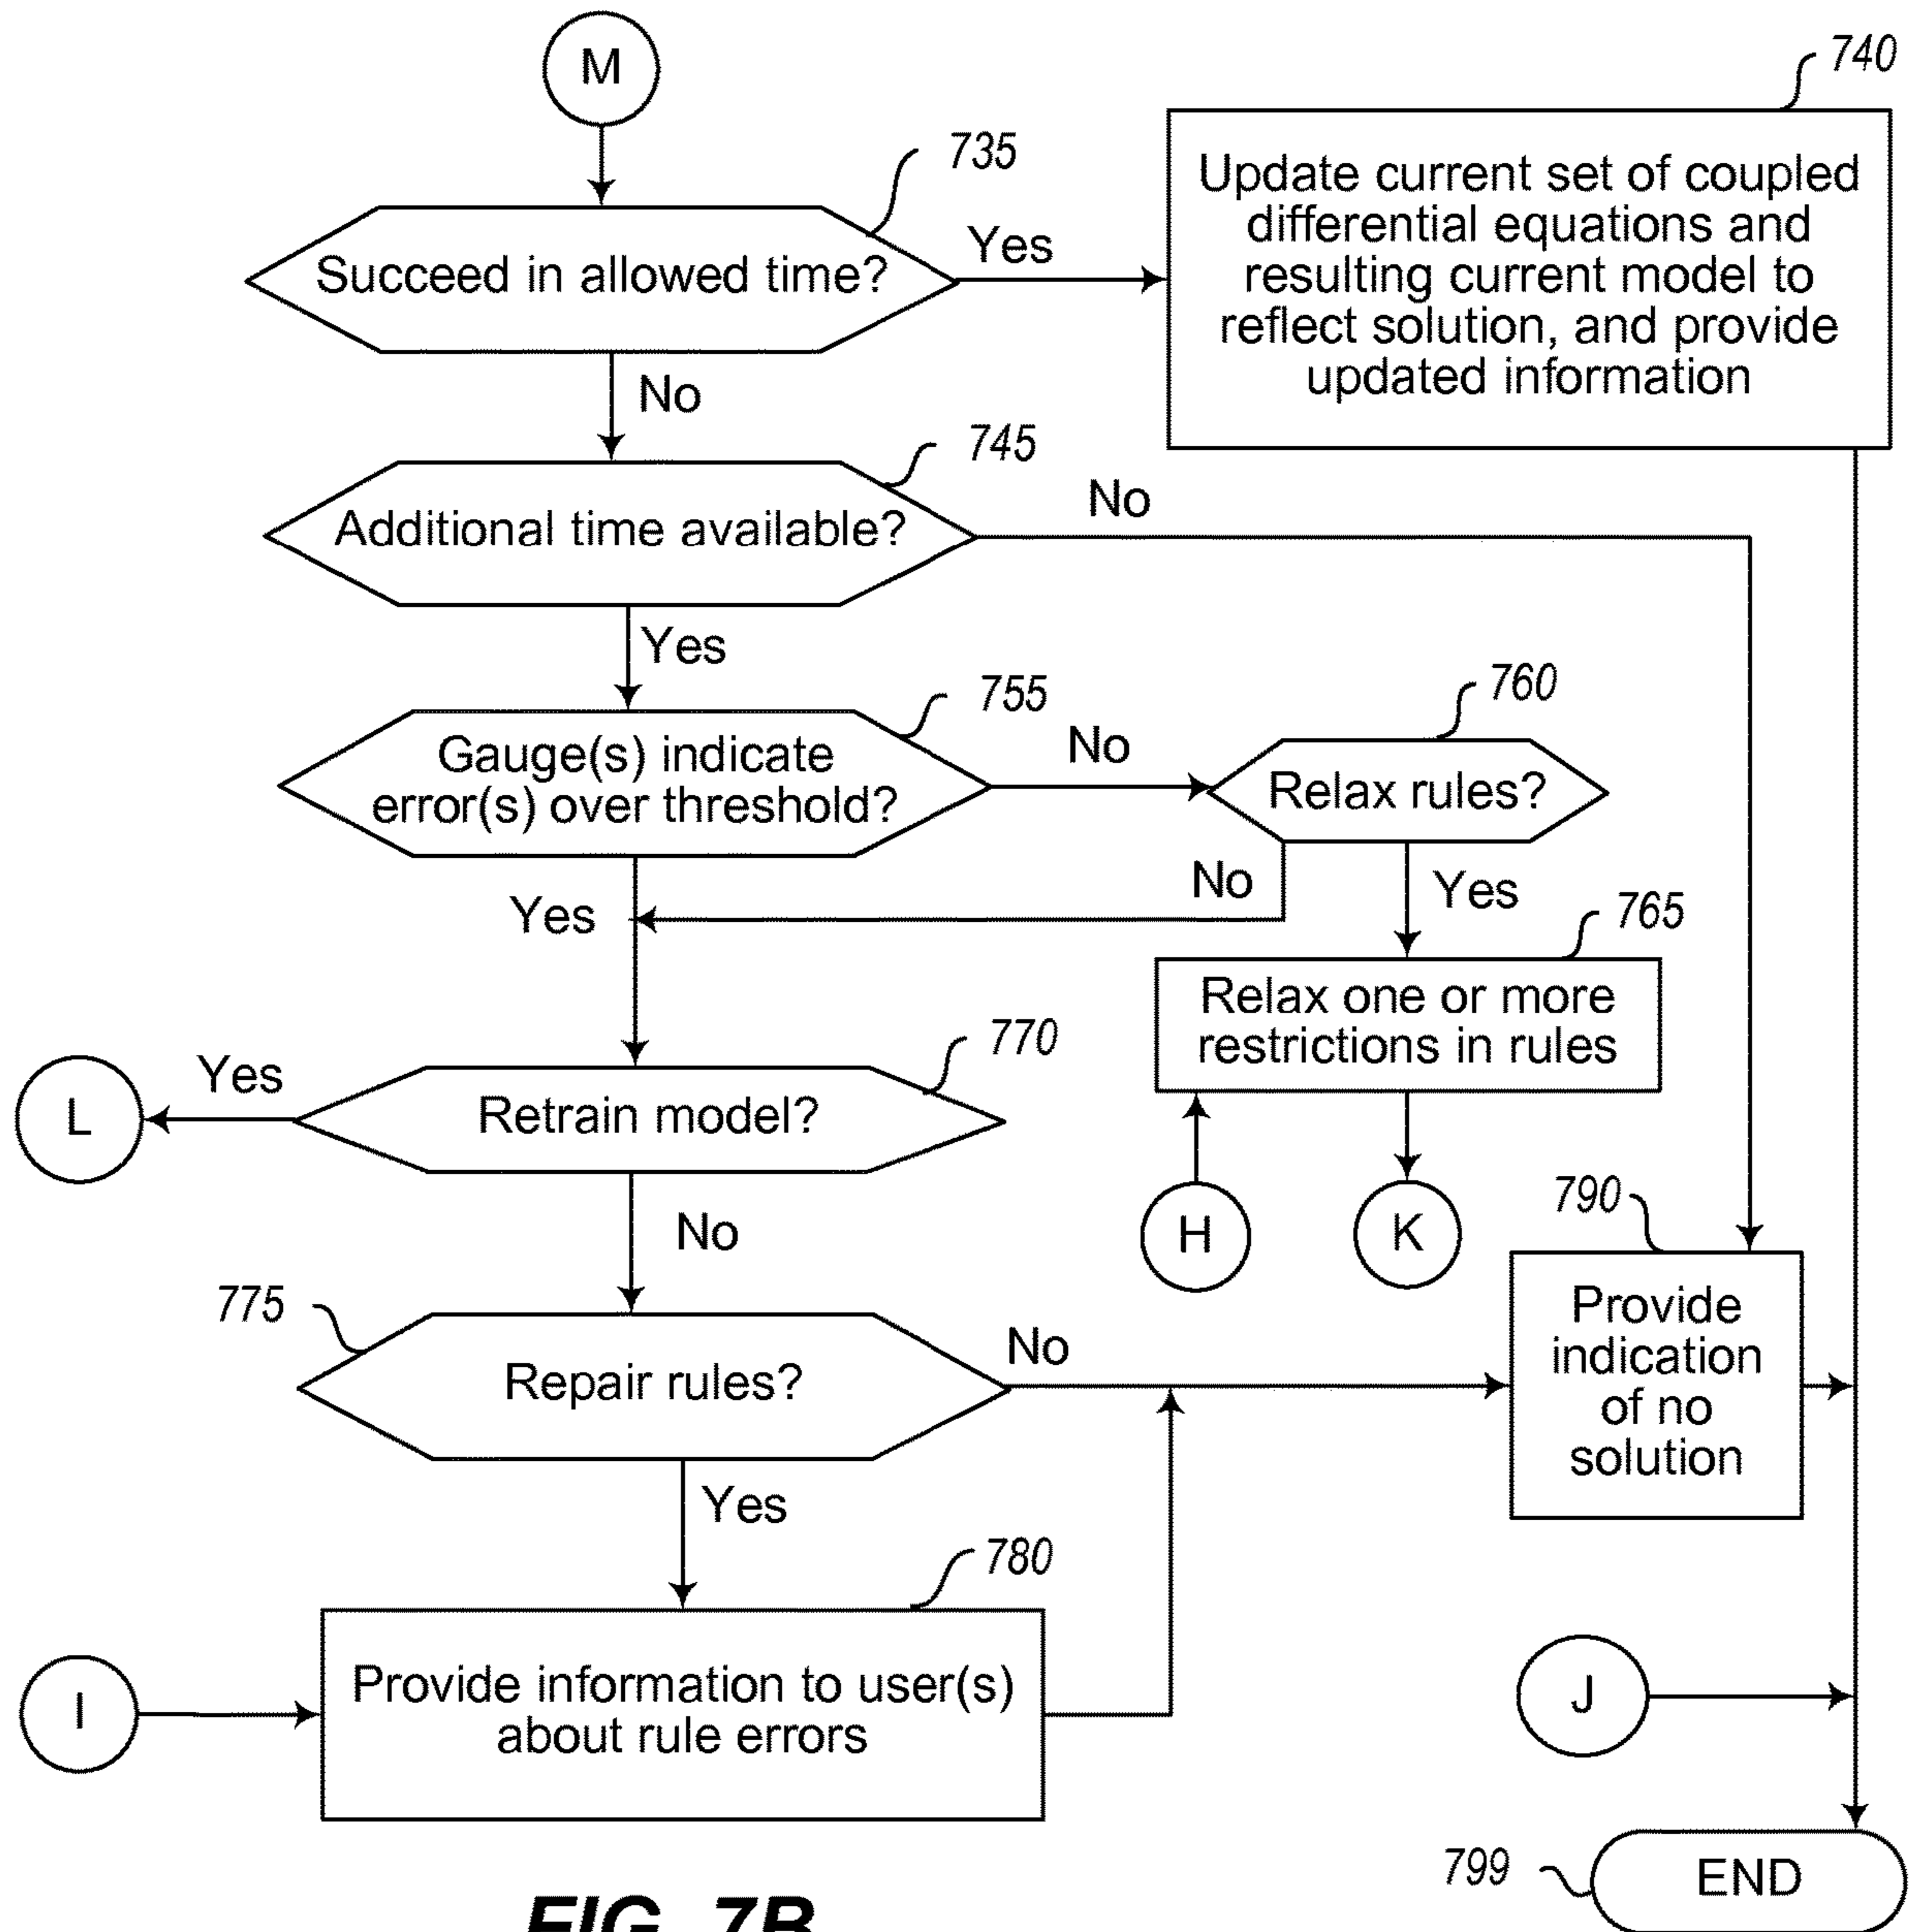 M
740
735
Update current set of coupled
differential equations and
resulting current model to
reflect solution, and provide
updated information
Succeed in allowed time?
Yes
No
745
Additional time available?
No
Yes
755
760
Gauge(s) indicate
error(s) over threshold?
No
Relax rules?
Yes
No
Yes
765
Relax one or more
restrictions in rules
770
L
Yes
Retrain model?
No
H
K
790
775
Repair rules?
No
Provide
indication
of no
solution
Yes
780
I
Provide information to user(s)
about rule errors
J
799
END
FIG. 7B